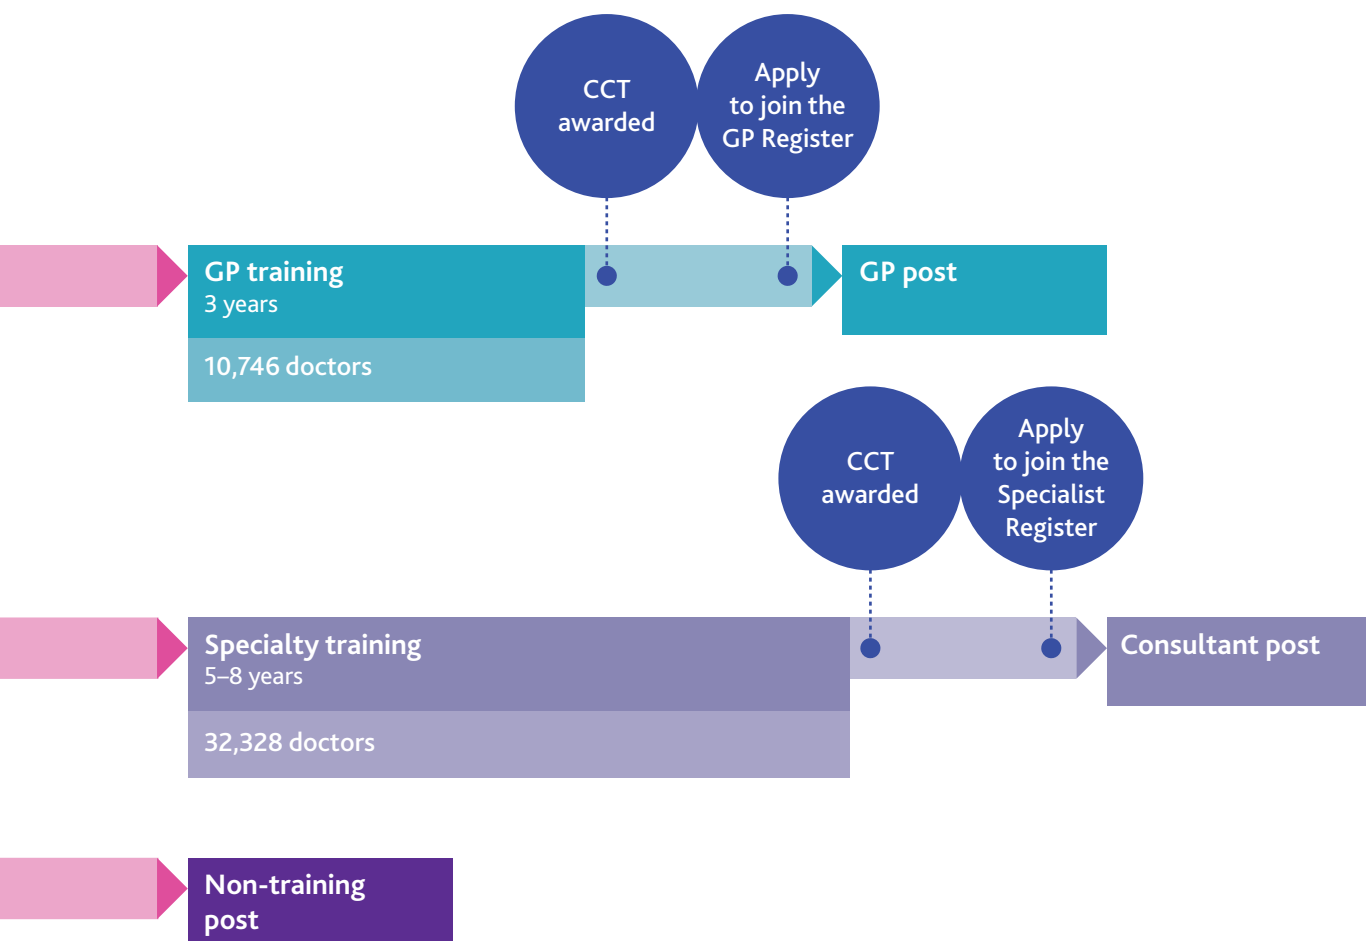 CCT
awarded
Apply
to join the
GP Register
GP training
3 years
10,746 doctors
GP post
CCT
awarded
Apply
to join the
Specialist
Register
Specialty training
5–8 years
32,328 doctors
Consultant post
Non-training
post